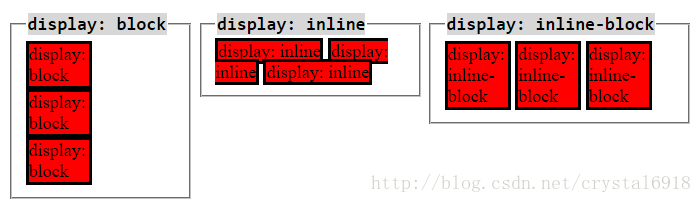 display: block
display:
block
display:
block
display:
block
display: inline
display: inline display:
inline display: inline
display: inline-block
display:
inline-
block
display:
inline-
block
display:
inline-
block
http://blog.csdn.net/crystal6918